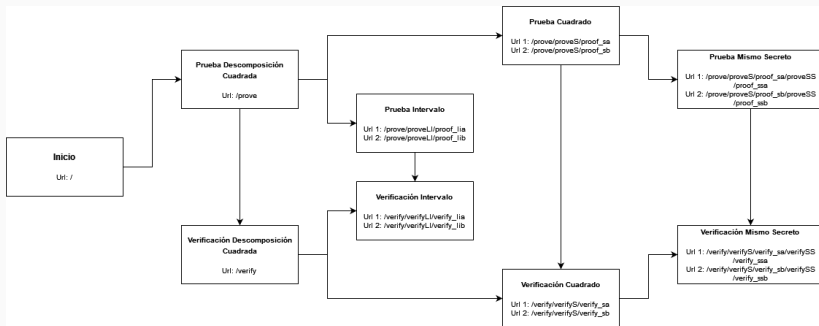 Prueba Cuadrado
Url 1: /prove/proveS/proof_sa
Url 2: /prove/proveS/proof_sb
Prueba Descomposición
Cuadrada
Url: /prove
Prueba Mismo Secreto
Url 1: /prove/proveS/proof_sa/proveSS
/proof_ssa
Url 2: /prove/proveS/proof_sb/proveSS
/proof_ssb
Prueba Intervalo
Url 1: /prove/proveLI/proof_lia
Url 2: /prove/proveLI/proof_lib
Inicio
Url: /
Verificación Intervalo
Url 1: /verify/verifyLI/verify_lia
Url 2: /verify/verifyLI/verify_lib
Verificación Descomposición
Cuadrada
Url: /verify
Verificación Mismo Secreto
Url 1: /verify/verifyS/verify_sa/verifySS
/verify_ssa
Url 2: /verify/verifyS/verify_sb/verifySS
/verify_ssb
Verificación Cuadrado
Url 1: /verify/verifyS/verify_sa
Url 2: /verify/verifyS/verify_sb